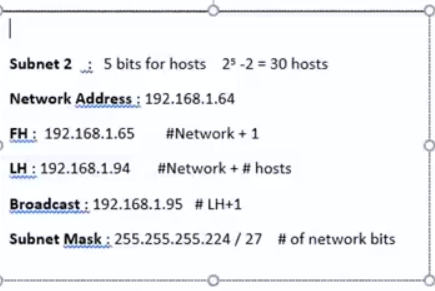 Subnet 2 : 5 bits for hosts 2⁵ -2 = 30 hosts
Network Address : 192.168.1.64
FH : 192.168.1.65 #Network + 1
LH : 192.168.1.94 #Network + # hosts
Broadcast : 192.168.1.95 # LH+1
Subnet Mask : 255.255.255.224 / 27 # of network bits